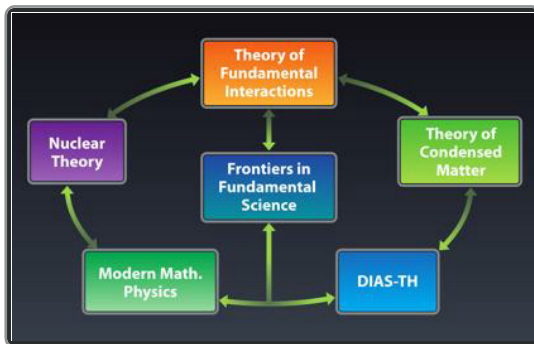 Theory of
Fundamental
Interactions
Nuclear
Theory
Theory of
Condensed
Matter
Frontiers in
Fundamental
Science
Modern Math.
Physics
DIAS-TH